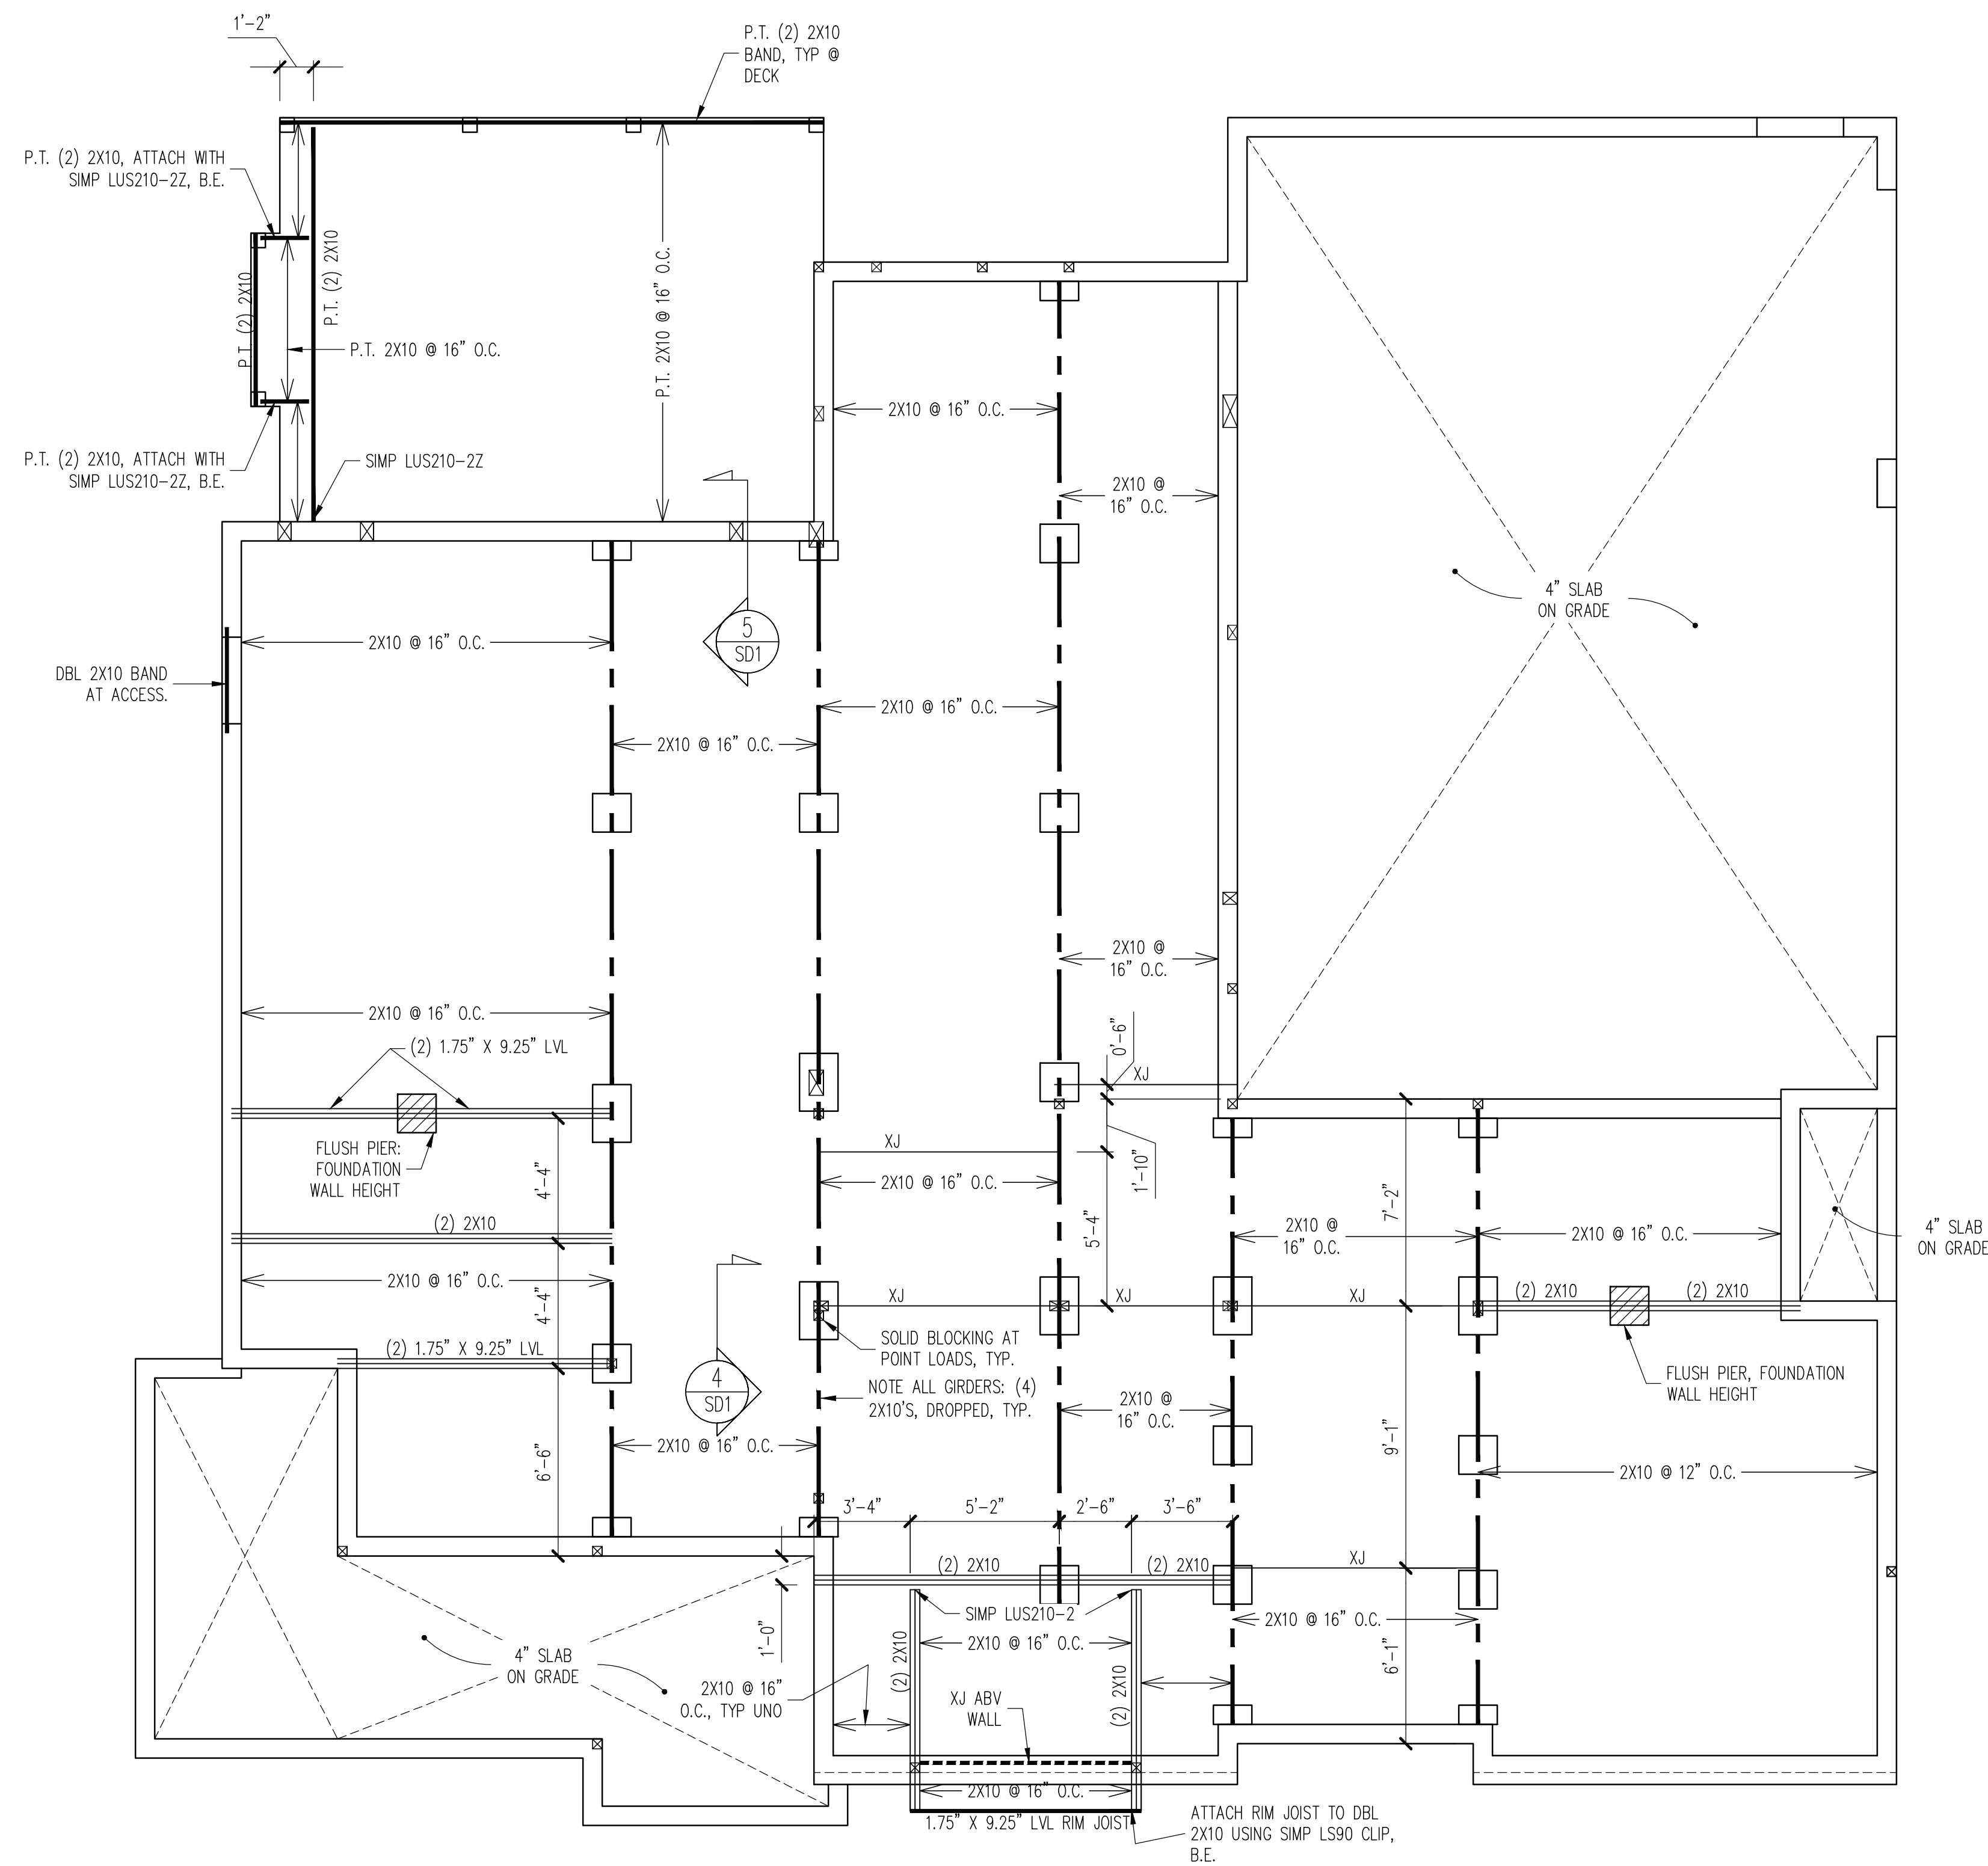 1'-2"
P.T. (2) 2X10
BAND, TYP @
DECK
P.T. (2) 2X10, ATTACH WITH
SIMP LUS210-2Z, B.E.
P.T. (2) 2X10
P.T. (2) 2X10
P.T. 2X10 @ 16" O.C.
P.T. 2X10 @ 16" O.C.
2X10 @ 16" O.C.
P.T. (2) 2X10, ATTACH WITH
SIMP LUS210-2Z, B.E.
SIMP LUS210-2Z
2X10 @
16" O.C.
4" SLAB
ON GRADE
5
SD1
2X10 @ 16" O.C.
DBL 2X10 BAND
AT ACCESS.
2X10 @ 16" O.C.
2X10 @ 16" O.C.
2X10 @
16" O.C.
2X10 @ 16" O.C.
(2) 1.75" X 9.25" LVL
0'-6"
XJ
FLUSH PIER:
FOUNDATION
WALL HEIGHT
4'-4"
XJ
2X10 @ 16" O.C.
1'-10"
5'-4"
7'-2"
(2) 2X10
2X10 @
16" O.C.
2X10 @ 16" O.C.
4" SLAB
ON GRADE
2X10 @ 16" O.C.
4'-4"
XJ
XJ
XJ
(2) 2X10
(2) 2X10
(2) 1.75" X 9.25" LVL
SOLID BLOCKING AT
POINT LOADS, TYP.
4
SD1
NOTE ALL GIRDERS: (4)
2X10'S, DROPPED, TYP.
FLUSH PIER, FOUNDATION
WALL HEIGHT
2X10 @
16" O.C.
6'-6"
2X10 @ 16" O.C.
9'-1"
2X10 @ 12" O.C.
3'-4"
5'-2"
2'-6"
3'-6"
(2) 2X10
(2) 2X10
XJ
1'-0"
SIMP LUS210-2
2X10 @ 16" O.C.
2X10 @ 16" O.C.
6'-1"
4" SLAB
ON GRADE
(2) 2X10
(2) 2X10
2X10 @ 16"
O.C., TYP UNO
XJ ABV
WALL
2X10 @ 16" O.C.
1.75" X 9.25" LVL RIM JOIST
ATTACH RIM JOIST TO DBL
2X10 USING SIMP LS90 CLIP,
B.E.